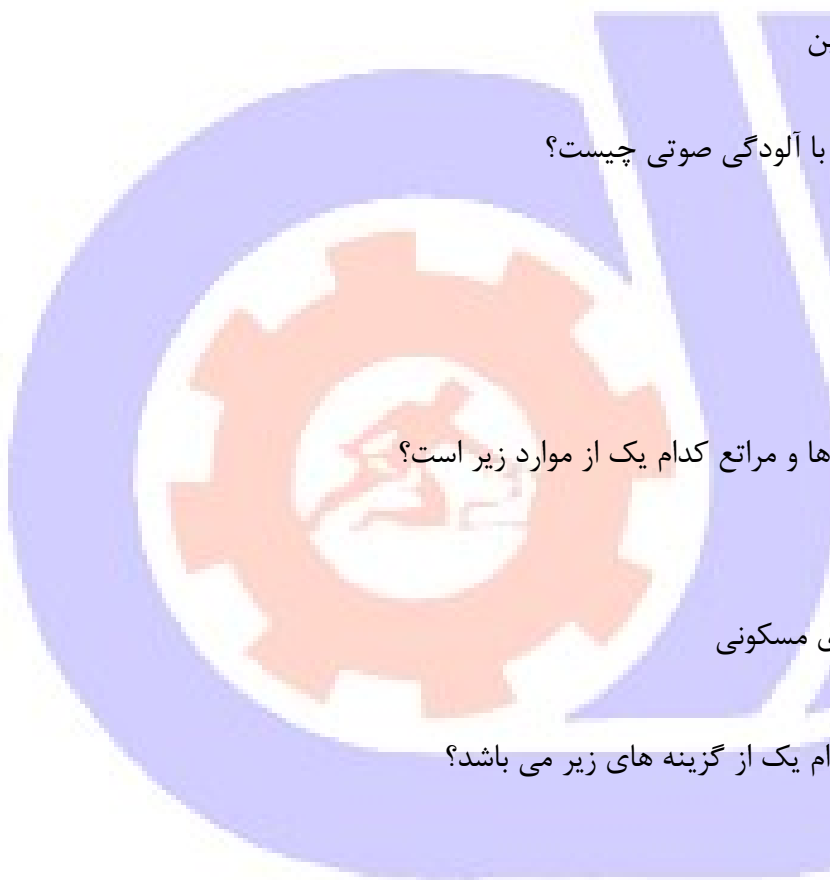 با آلودگی صوتی چیست؟
ها و مراتع کدام یک از موارد زیر است؟
مسکونی
یک از گزینه های زیر می باشد؟